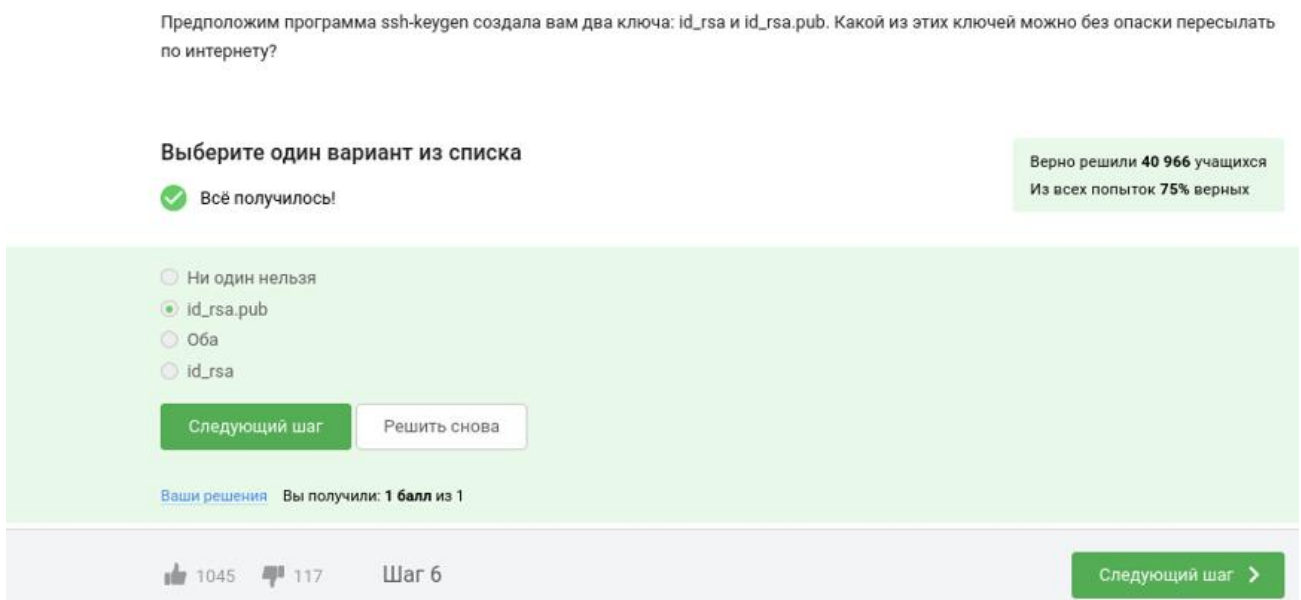 Предположим программа ssh-keygen создала вам два ключа: id_rsa и id_rsa.pub. Какой из этих ключей можно без опаски пересылать
по интернету?
Выберите один вариант из списка
Всё получилось!
Верно решили 40 966 учащихся
Из всех попыток 75% верных
Ни один нельзя
id_rsa.pub
Оба
id_rsa
Следующий шаг
Решить снова
Ваши решения Вы получили: 1 балл из 1
1045 117 Шаг 6
Следующий шаг